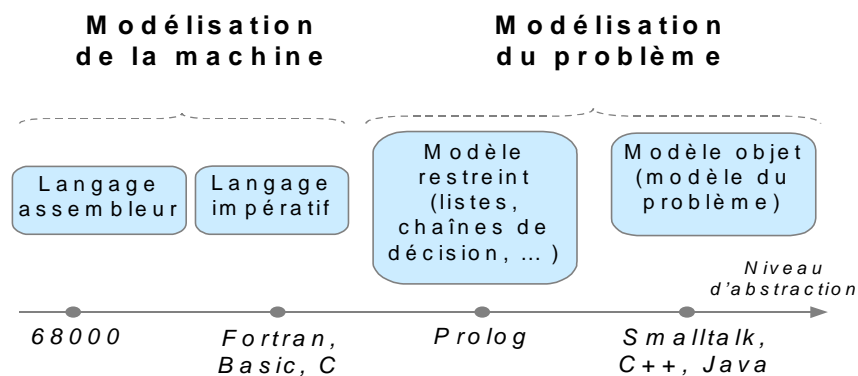 Modélisation
de la machine
Modélisation
du problème
Langage
assembleur
Langage
impératif
Modèle
restreint
(listes,
chaînes de
décision, ... )
Modèle objet
(modèle du
problème)
Niveau
d'abstraction
68000
Fortran,
Basic, C
Prolog
Smalltalk,
C++, Java